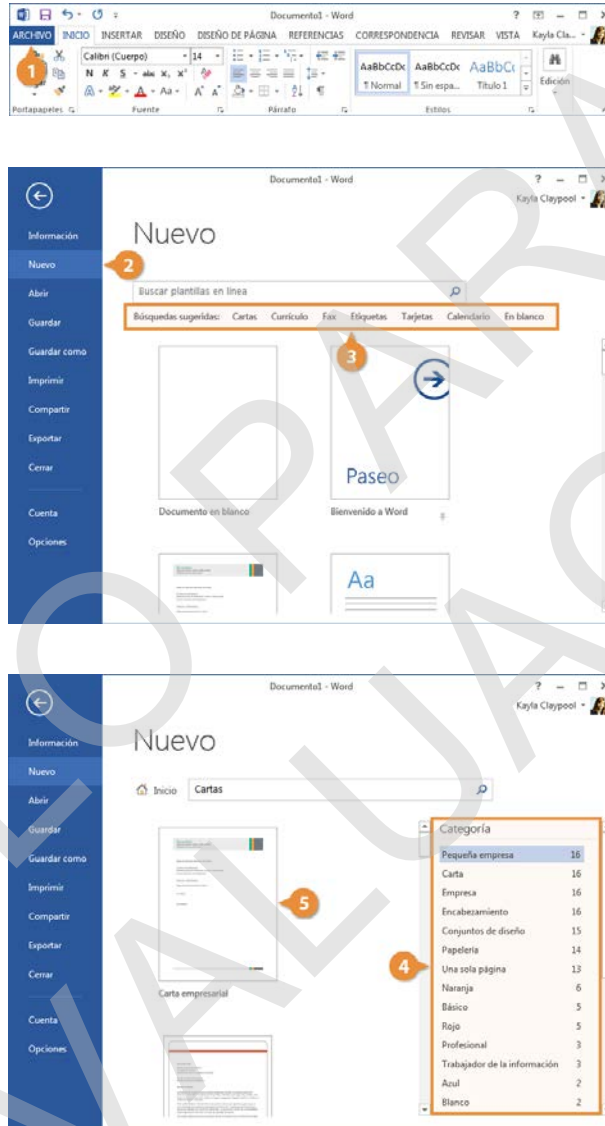 Documento1 - Word
ARCHIVO INICIO INSERTAR DISEÑO DISEÑO DE PÁGINA REFERENCIAS CORRESPONDENCIA REVISAR VISTA Kayla Cla...
1
Calibri (Cuerpo) 14
N K S abc x, x²
A A Aa A A
AaBbCcDc AaBbCcDc AaBbCc
¶ Normal ¶ Sin espa... Título 1
Edición
Portapapeles Fuente Párrafo Estilos
Documento1 - Word
Kayla Claypool
Información
Nuevo
Abrir
Guardar
Guardar como
Imprimir
Compartir
Exportar
Cerrar
Cuenta
Opciones
Nuevo
2
Buscar plantillas en línea
Búsquedas sugeridas: Cartas Currículo Fax Etiquetas Tarjetas Calendario En blanco
3
Paseo
Documento en blanco Bienvenido a Word
Aa
Documento1 - Word
Kayla Claypool
Información
Nuevo
Abrir
Guardar
Guardar como
Imprimir
Compartir
Exportar
Cerrar
Cuenta
Opciones
Nuevo
Inicio Cartas
5
Carta empresarial
4
Categoría
Pequeña empresa 16
Carta 16
Empresa 16
Encabezamiento 16
Conjuntos de diseño 15
Papelería 14
Una sola página 13
Naranja 6
Básico 5
Rojo 5
Profesional 3
Trabajador de la información 3
Azul 2
Blanco 2